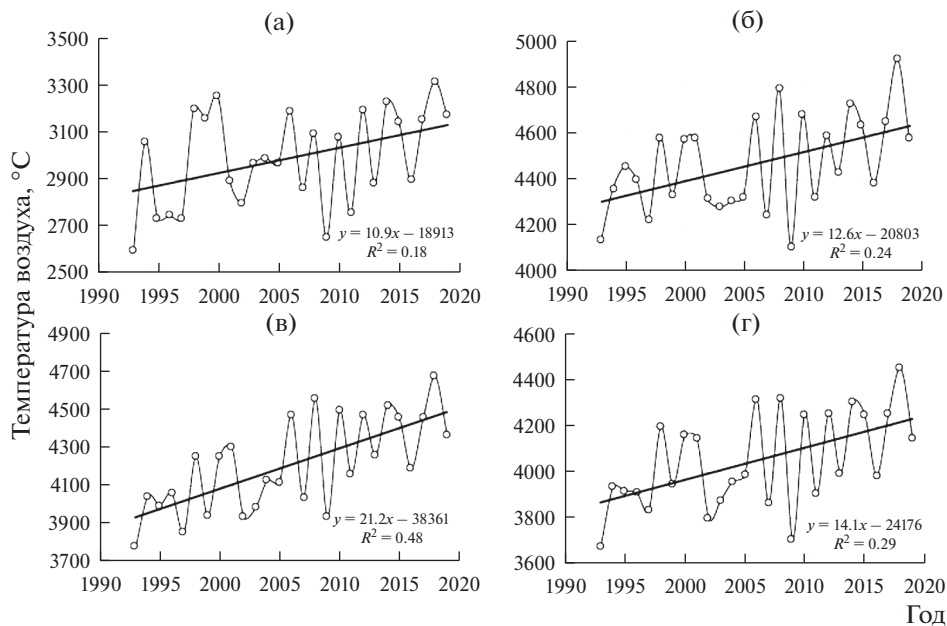 (а)
3500
3300
3100
2900
2700
2500
y = 10.9x – 18913
R² = 0.18
1990 1995 2000 2005 2010 2015 2020
(б)
5000
4800
4600
4400
4200
4000
y = 12.6x – 20803
R² = 0.24
1990 1995 2000 2005 2010 2015 2020
Температура воздуха, °C
(в)
4900
4700
4500
4300
4100
3900
3700
y = 21.2x – 38361
R² = 0.48
1990 1995 2000 2005 2010 2015 2020
(г)
4600
4400
4200
4000
3800
3600
y = 14.1x – 24176
R² = 0.29
1990 1995 2000 2005 2010 2015 2020
Год